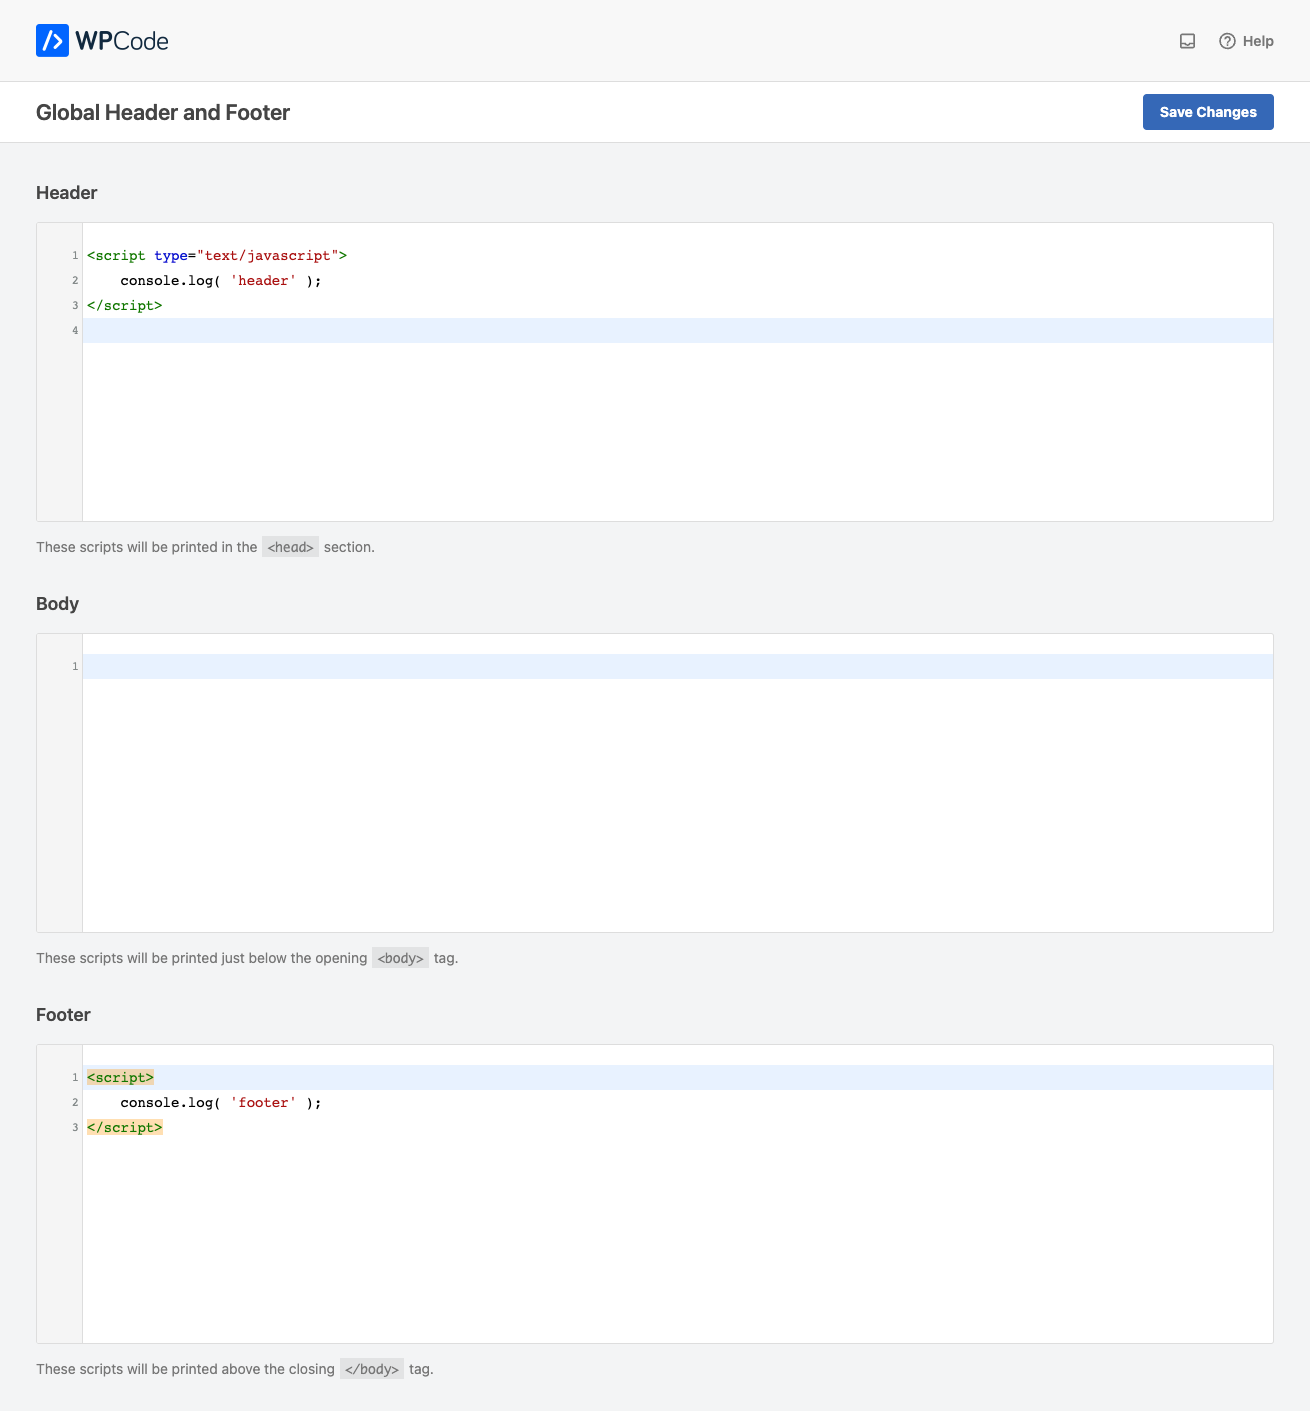 WPCode
Help
Global Header and Footer
Save Changes
Header
1 <script type="text/javascript">
2     console.log( 'header' );
3 </script>
4
These scripts will be printed in the <head> section.
Body
1
These scripts will be printed just below the opening <body> tag.
Footer
1 <script>
2     console.log( 'footer' );
3 </script>
These scripts will be printed above the closing </body> tag.